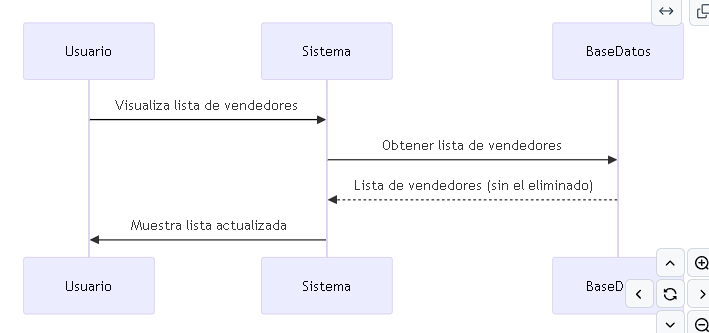 Usuario
Sistema
BaseDatos
Visualiza lista de vendedores
Obtener lista de vendedores
Lista de vendedores (sin el eliminado)
Muestra lista actualizada
Usuario
Sistema
BaseD